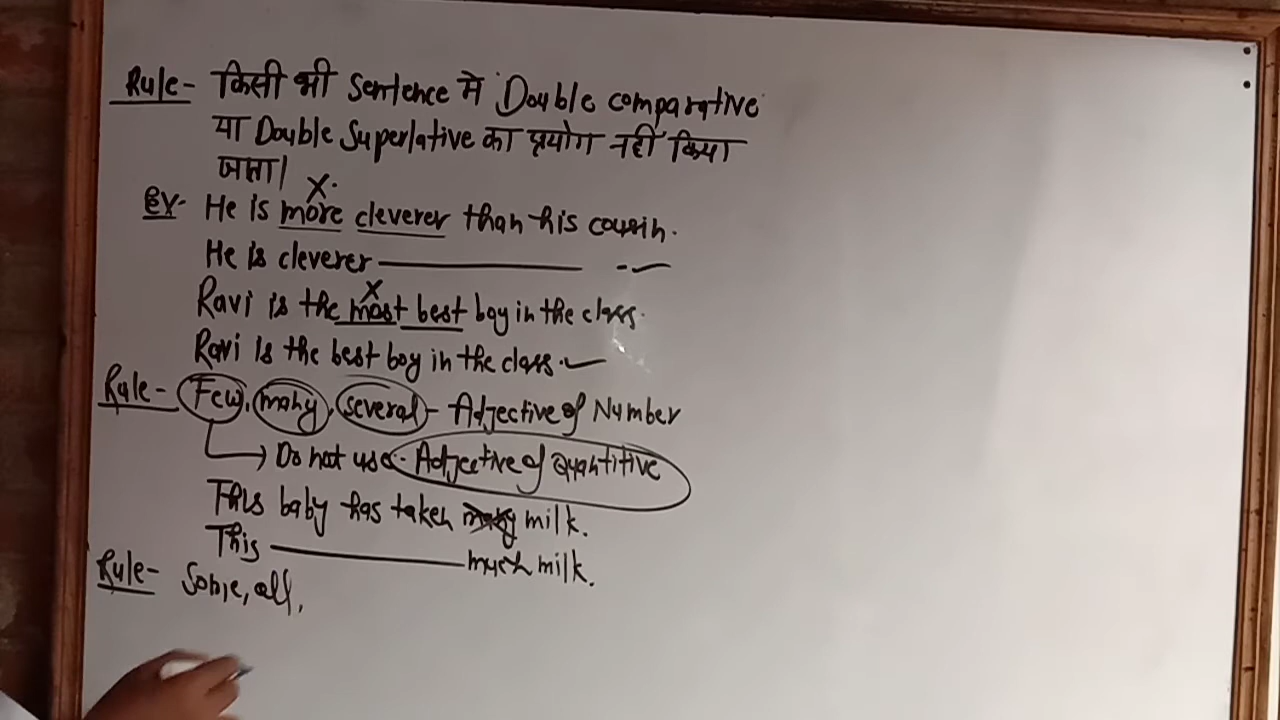 Rule- किसी भी Sentence मे Double comparative
या Double Superlative का प्रयोग नहीं किया
जाता।
X.
Ex- He is more cleverer than his cousin.
He is cleverer
X
Ravi is the most best boy in the class.
Ravi is the best boy in the class.
Rule- Few, many, several - Adjective of Number
Do not use- Adjective of Quantitive
This baby has taken many milk.
This much milk.
Rule- Some, all,